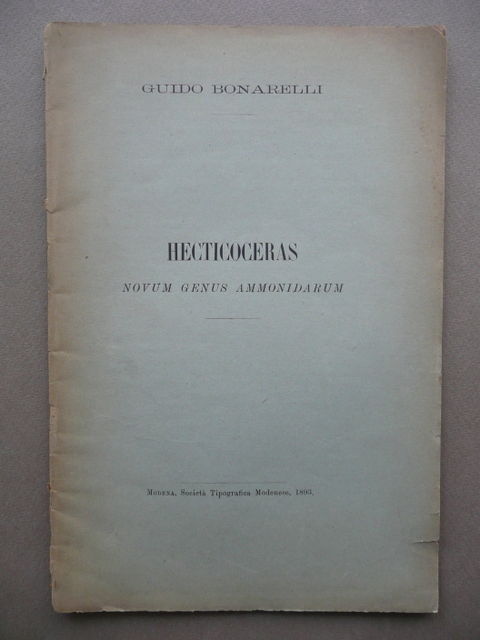 GUIDO BONARELLI
HECTICOCERAS
NOVUM GENUS AMMONIDARUM
MODENA, Società Tipografica Modenese, 1893.